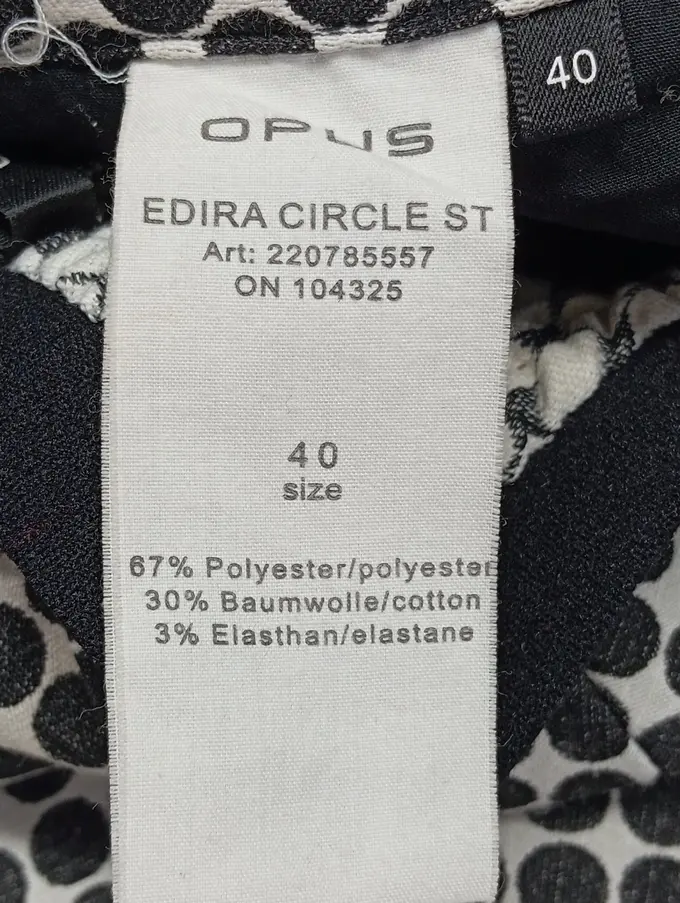 40
OPUS
EDIRA CIRCLE ST
Art: 220785557
ON 104325
40
size
67% Polyester/polyester
30% Baumwolle/cotton
3% Elasthan/elastane